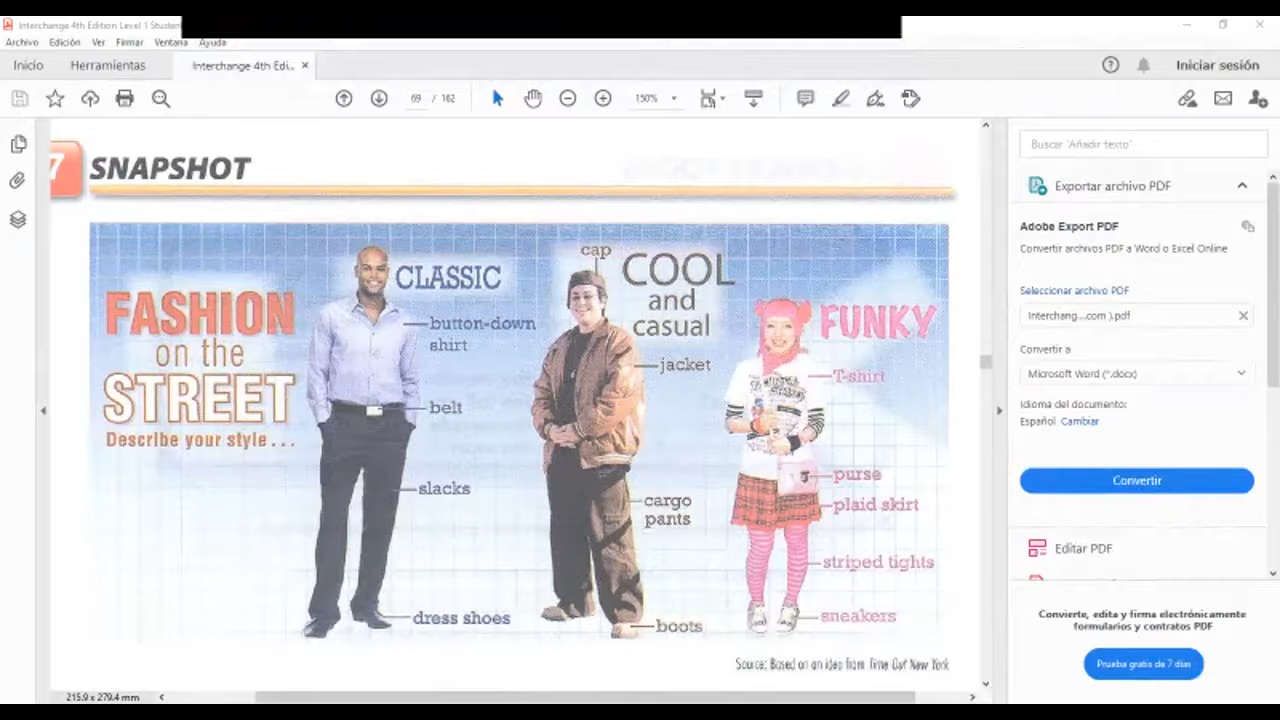 Interchange 4th Edition Level 1 Studen
Archivo Edición Ver Firmar Ventana Ayuda
Inicio Herramientas Interchange 4th Edi... × Iniciar sesión
69 / 162 150%
7 SNAPSHOT
FASHION
on the
STREET
Describe your style . . .
CLASSIC
button-down
shirt
belt
slacks
dress shoes
cap
COOL
and
casual
jacket
cargo
pants
boots
FUNKY
T-shirt
purse
plaid skirt
striped tights
sneakers
Source: Based on an idea from Time Out New York
215.9 x 279.4 mm
Buscar 'Añadir texto'
Exportar archivo PDF
Adobe Export PDF
Convertir archivos PDF a Word o Excel Online
Seleccionar archivo PDF
Interchang ...com ).pdf
Convertir a
Microsoft Word (*.docx)
Idioma del documento:
Español Cambiar
Convertir
Editar PDF
Convierte, edita y firma electrónicamente
formularios y contratos PDF
Prueba gratis de 7 días